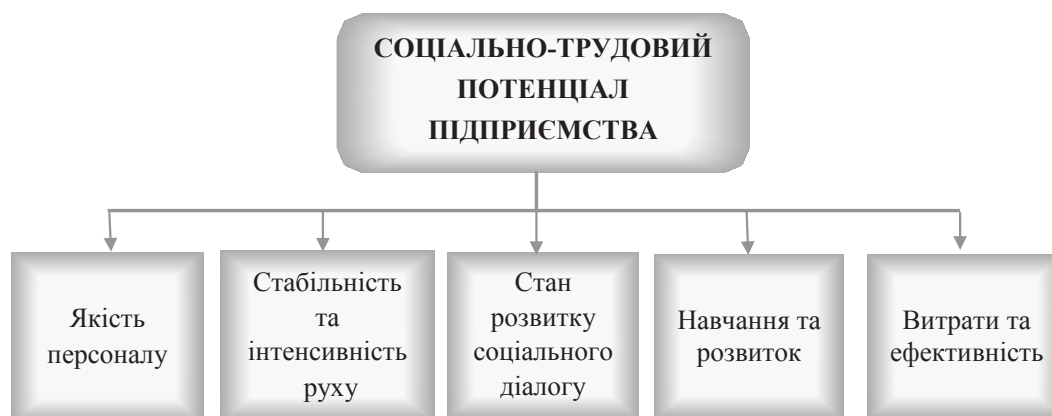 СОЦІАЛЬНО-ТРУДОВИЙ
ПОТЕНЦІАЛ
ПІДПРИЄМСТВА
Якість
персоналу
Стабільність
та
інтенсивність
руху
Стан
розвитку
соціального
діалогу
Навчання та
розвиток
Витрати та
ефективність